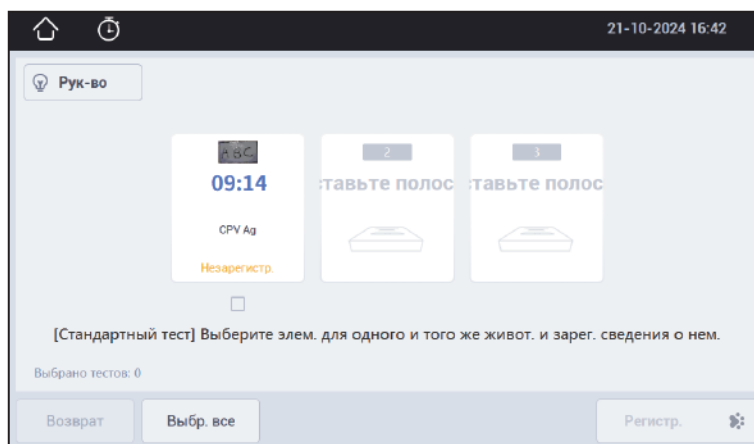 21-10-2024 16:42
Рук-во
ABC 2 3
09:14 ставьте полос ставьте полос
CPV Ag
Незарегистр.
[Стандартный тест] Выберите элем. для одного и того же живот. и зарег. сведения о нем.
Выбрано тестов: 0
Возврат Выбр. все Регистр.